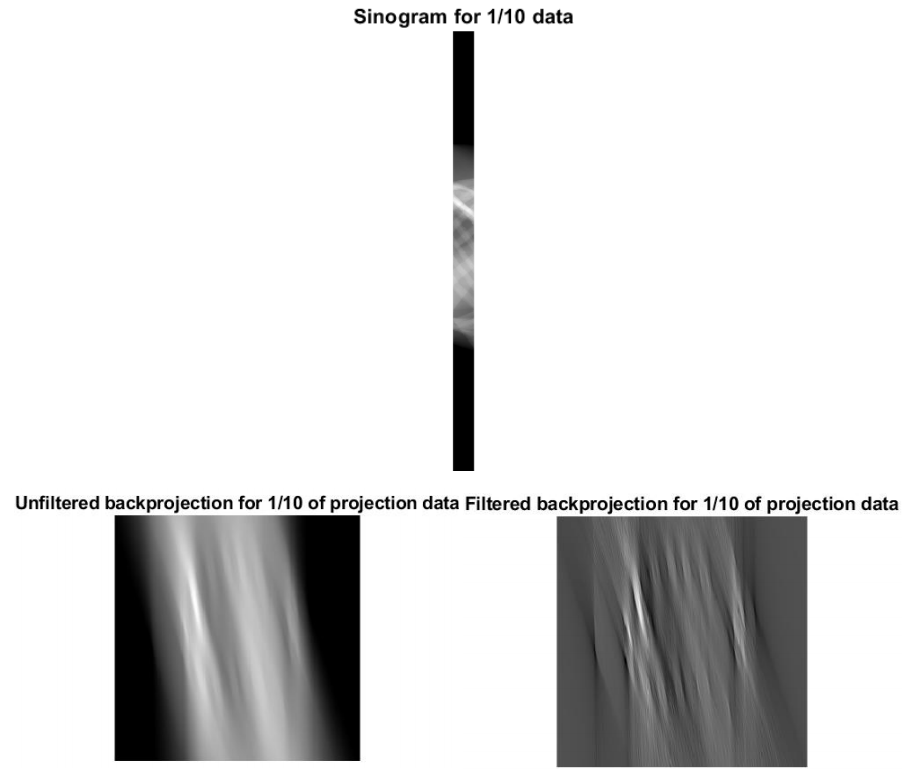 Sinogram for 1/10 data
Unfiltered backprojection for 1/10 of projection data
Filtered backprojection for 1/10 of projection data